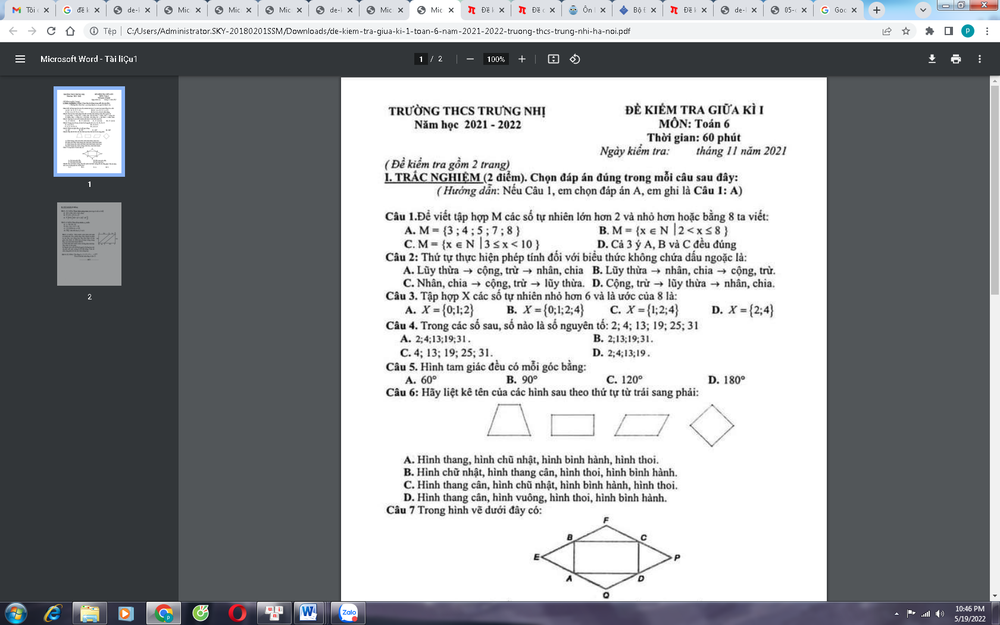 Tôi c
đề k
de-l
Mic
Mic
Mic
de-l
Mic
Mic
Đề k
Đề c
Ôn l
Bộ Đ
Đề k
de-l
05-c
Goc
Tệp C:/Users/Administrator.SKY-20180201SSM/Downloads/de-kiem-tra-giua-ki-1-toan-6-nam-2021-2022-truong-thcs-trung-nhi-ha-noi.pdf
p
Microsoft Word - Tài liÇu1
1 / 2
100%
1
2
TRƯỜNG THCS TRƯNG NHỊ
Năm học 2021 - 2022
ĐỀ KIỂM TRA GIỮA KÌ I
MÔN: Toán 6
Thời gian: 60 phút
Ngày kiểm tra: tháng 11 năm 2021
( Đề kiểm tra gồm 2 trang)
I. TRẮC NGHIỆM (2 điểm). Chọn đáp án đúng trong mỗi câu sau đây:
( Hướng dẫn: Nếu Câu 1, em chọn đáp án A, em ghi là Câu 1: A)
Câu 1.Để viết tập hợp M các số tự nhiên lớn hơn 2 và nhỏ hơn hoặc bằng 8 ta viết:
A. M = {3 ; 4 ; 5 ; 7 ; 8 } B. M = {x ∈ N | 2 < x ≤ 8 }
C. M = {x ∈ N | 3 ≤ x < 10 } D. Cả 3 ý A, B và C đều đúng
Câu 2: Thứ tự thực hiện phép tính đối với biểu thức không chứa dấu ngoặc là:
A. Lũy thừa → cộng, trừ → nhân, chia B. Lũy thừa → nhân, chia → cộng, trừ.
C. Nhân, chia → cộng, trừ → lũy thừa. D. Cộng, trừ → lũy thừa → nhân, chia.
Câu 3. Tập hợp X các số tự nhiên nhỏ hơn 6 và là ước của 8 là:
A. X = {0;1;2} B. X = {0;1;2;4} C. X = {1;2;4} D. X = {2;4}
Câu 4. Trong các số sau, số nào là số nguyên tố: 2; 4; 13; 19; 25; 31
A. 2;4;13;19;31. B. 2;13;19;31.
C. 4; 13; 19; 25; 31. D. 2;4;13;19.
Câu 5. Hình tam giác đều có mỗi góc bằng:
A. 60° B. 90° C. 120° D. 180°
Câu 6: Hãy liệt kê tên của các hình sau theo thứ tự từ trái sang phải:
A. Hình thang, hình chũ nhật, hình bình hành, hình thoi.
B. Hình chữ nhật, hình thang cân, hình thoi, hình bình hành.
C. Hình thang cân, hình chũ nhật, hình bình hành, hình thoi.
D. Hình thang cân, hình vuông, hình thoi, hình bình hành.
Câu 7 Trong hình vẽ dưới đây có:
F
B C
E P
A D
Q
Zalo
10:46 PM
5/19/2022